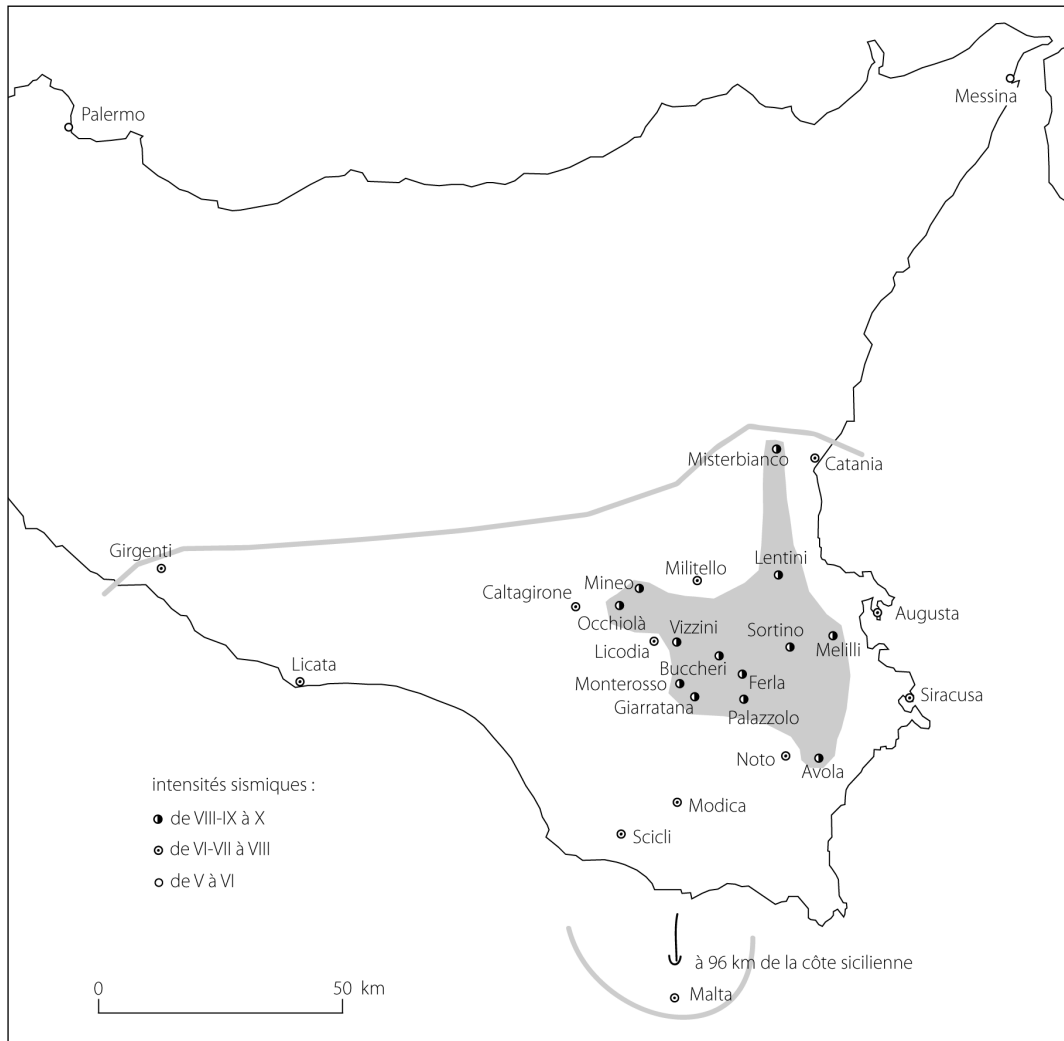 Palermo
Messina
Misterbianco
Catania
Girgenti
Militello
Lentini
Mineo
Caltagirone
Occhiolà
Augusta
Vizzini
Sortino
Licodia
Melilli
Buccheri
Licata
Monterosso
Ferla
Siracusa
Giarratana
Palazzolo
Noto
Avola
intensités sismiques :
de VIII-IX à X
Modica
de VI-VII à VIII
Scicli
de V à VI
à 96 km de la côte sicilienne
0 50 km
Malta